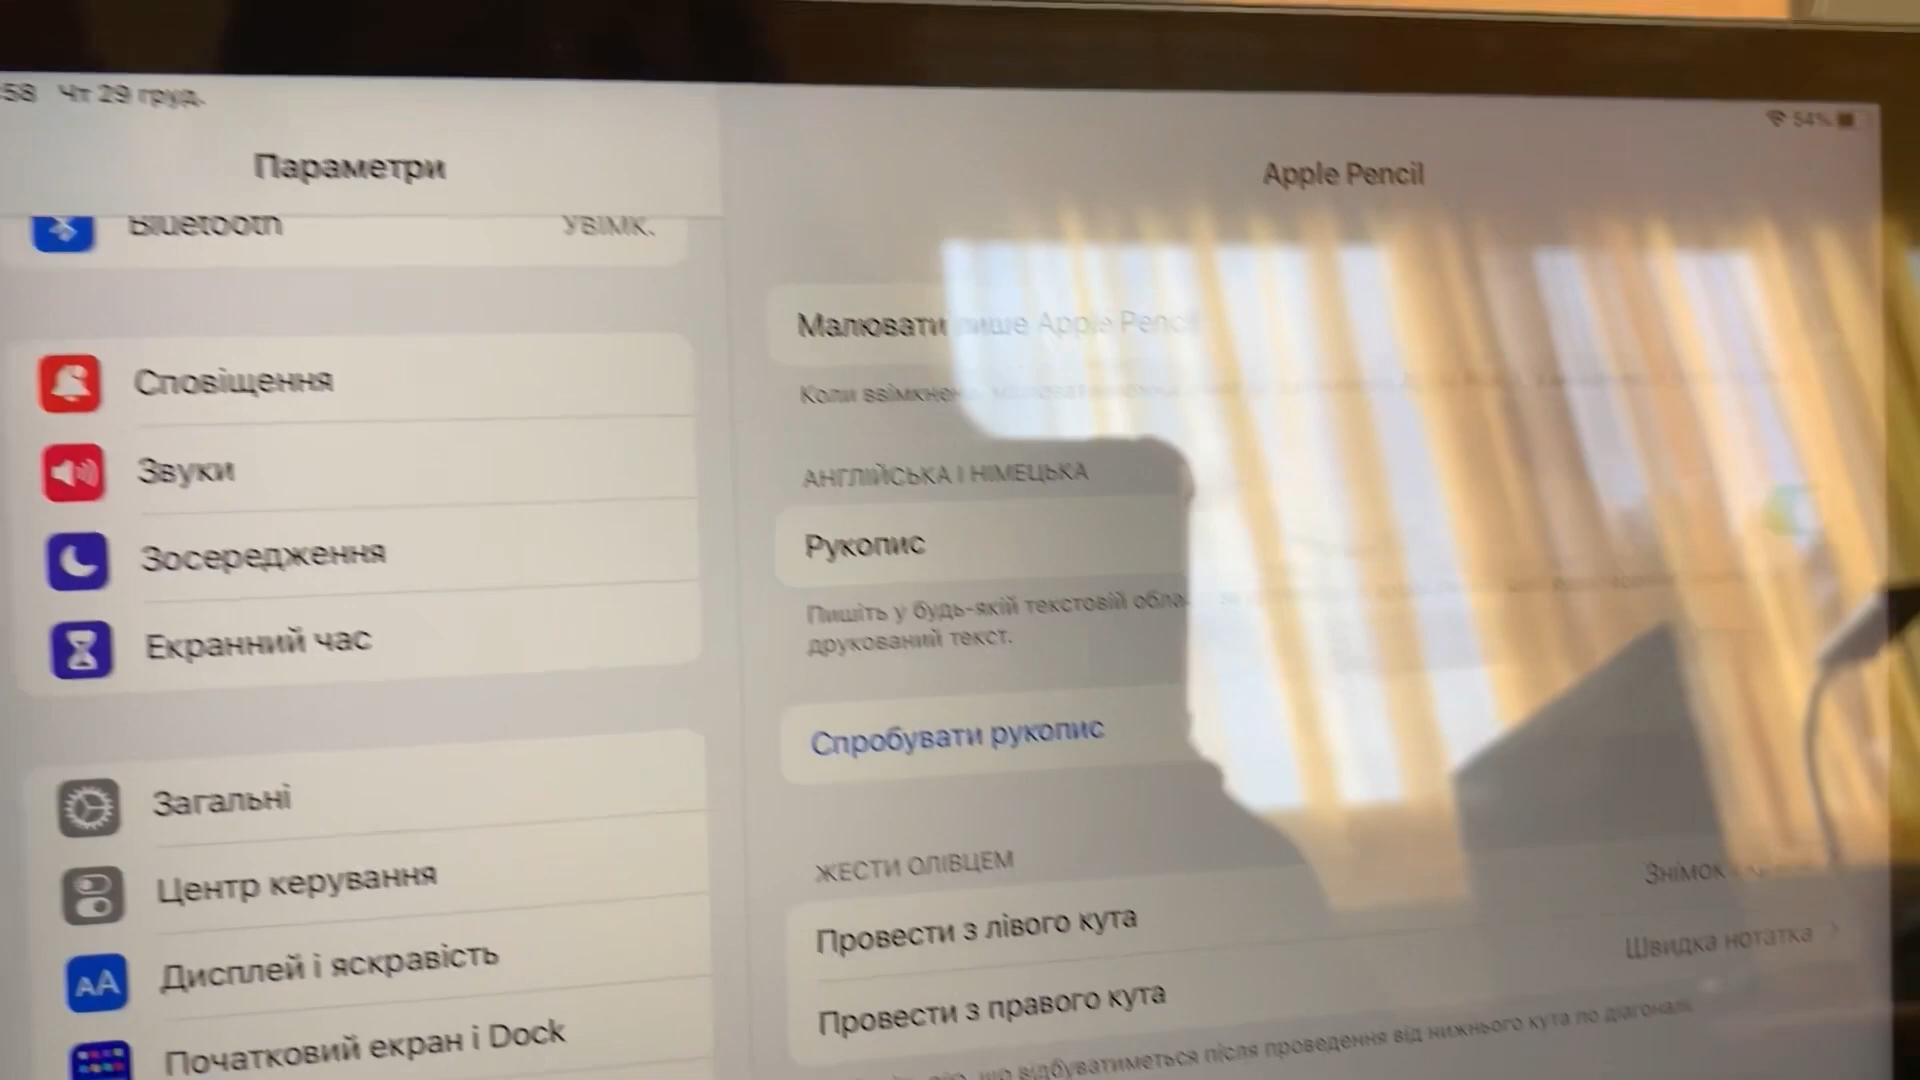 :58 Чт 29 груд.
54%
Параметри
Apple Pencil
Bluetooth
УВІМК.
Сповіщення
Звуки
Зосередження
Екранний час
Загальні
Центр керування
Дисплей і яскравість
Початковий екран і Dock
Малювати лише Apple Pencil
Коли ввімкнено
АНГЛІЙСЬКА І НІМЕЦЬКА
Рукопис
Пишіть у будь-якій текстовій
друкований текст.
Спробувати рукопис
ЖЕСТИ ОЛІВЦЕМ
Провести з лівого кута
Знімок
Провести з правого кута
Швидка нотатка
що відбуватиметься після проведення від нижнього кута по діагоналі.